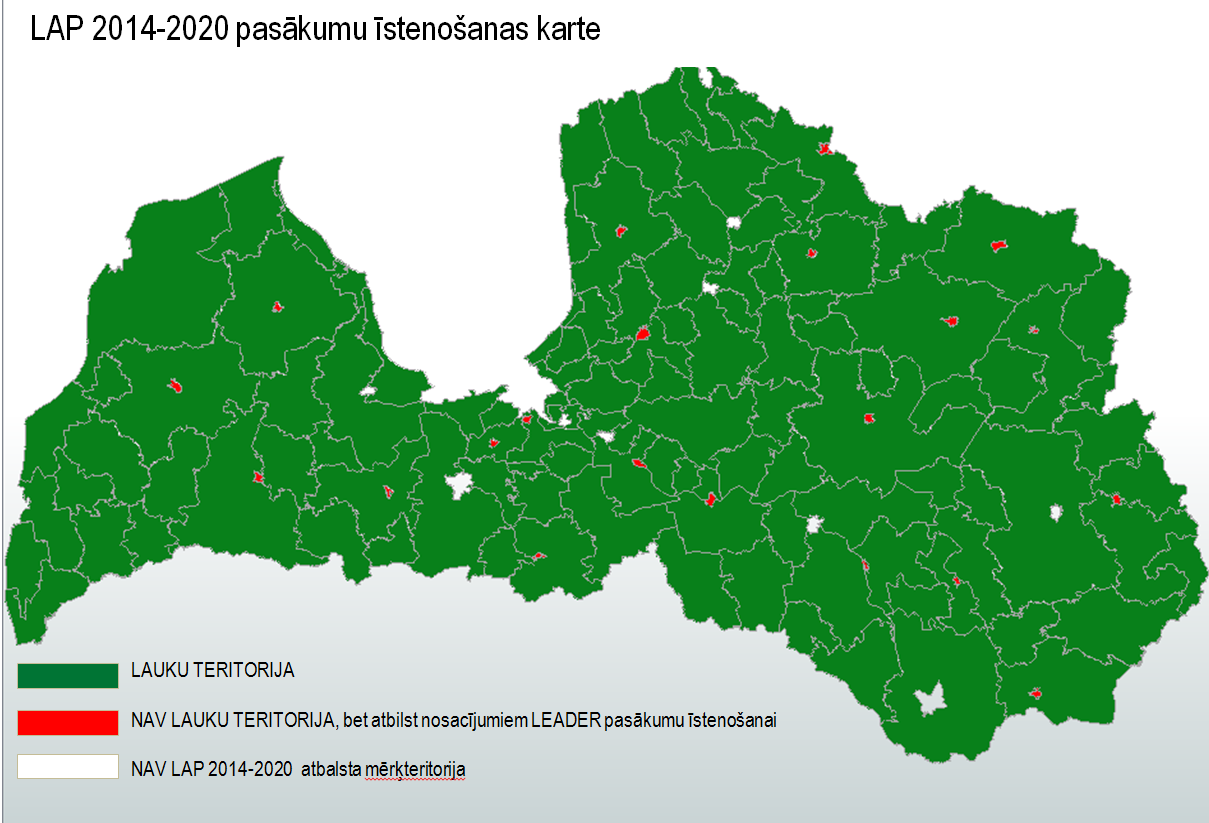 LAP 2014-2020 pasākumu īstenošanas karte
LAUKU TERITORIJA
NAV LAUKU TERITORIJA, bet atbilst nosacījumiem LEADER pasākumu īstenošanai
NAV LAP 2014-2020 atbalsta mērķteritorija